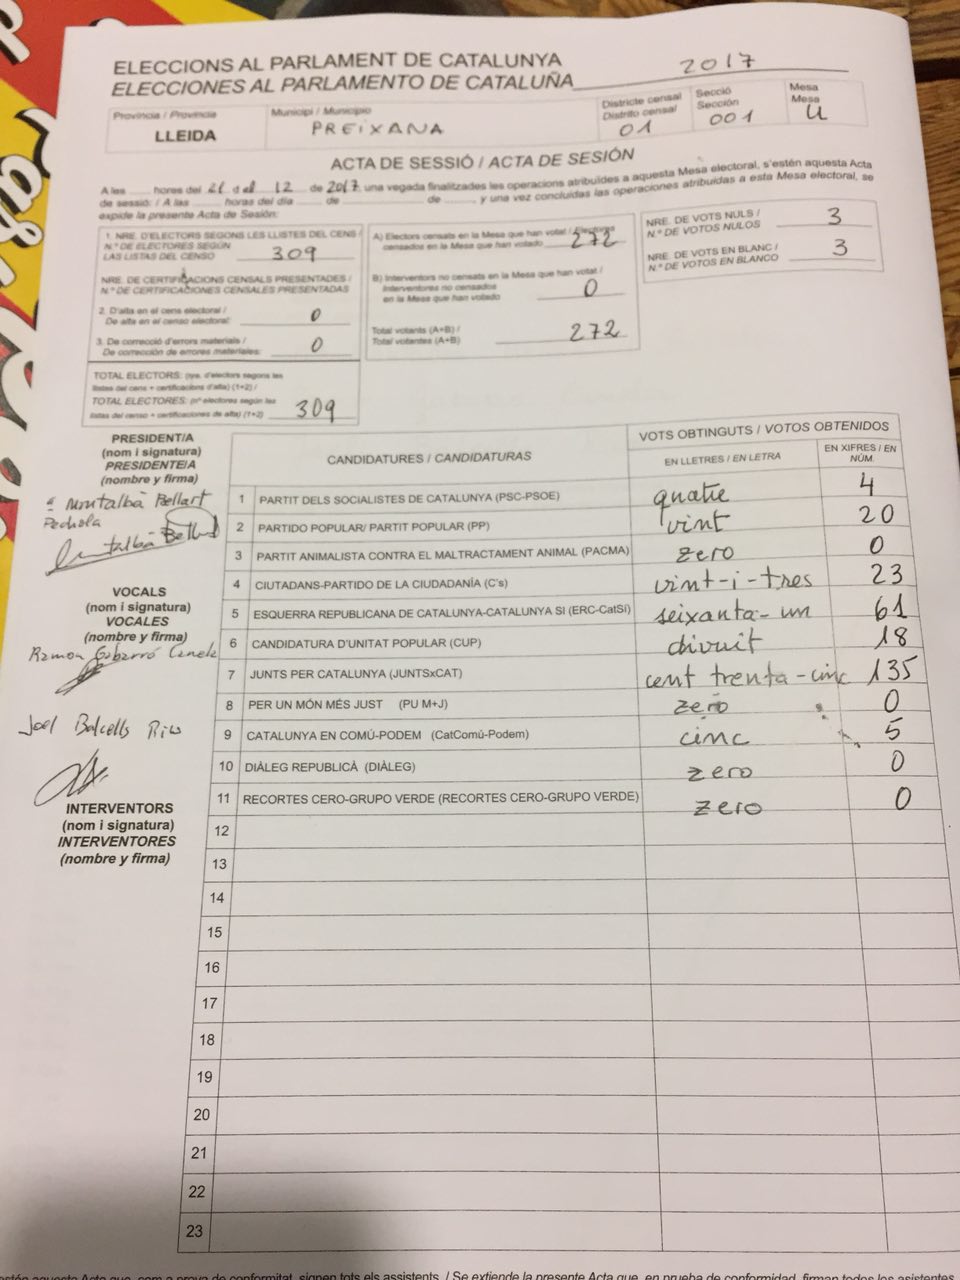 ELECCIONS AL PARLAMENT DE CATALUNYA
ELECCIONES AL PARLAMENTO DE CATALUÑA 2017
Província / Provincia
LLEIDA
Municipi / Municipio
PREIXANA
Districte censal
Distrito censal
01
Secció
Sección
001
Mesa
Mesa
U
ACTA DE SESSIÓ / ACTA DE SESIÓN
A les ........ hores del 21 d el 12 de 2017, una vegada finalitzades les operacions atribuïdes a aquesta Mesa electoral, s'estén aquesta Acta
de sessió: / A las ........ horas del día ........ de ........ de ........, y una vez concluidas las operaciones atribuidas a esta Mesa electoral, se
expide la presente Acta de Sesión:
1. NRE. D'ELECTORS SEGONS LES LLISTES DEL CENS /
N.º DE ELECTORES SEGÚN
LAS LISTAS DEL CENSO 309
NRE. DE CERTIFICACIONS CENSALS PRESENTADES /
N.º DE CERTIFICACIONES CENSALES PRESENTADAS
2. D'alta en el cens electoral /
De alta en el censo electoral: 0
3. De correcció d'errors materials /
De corrección de errores materiales: 0
TOTAL ELECTORS: (nre. d'electors segons les
llistes del cens + certificacions d'alta) (1+2) /
TOTAL ELECTORES: (nº electores según las
listas del censo + certificaciones de alta) (1+2) 309
A) Electors censats en la Mesa que han votat / Electores
censados en la Mesa que han votado 272
B) Interventors no censats en la Mesa que han votat /
Interventores no censados
en la Mesa que han votado 0
Total votants (A+B) /
Total votantes (A+B) 272
NRE. DE VOTS NULS /
N.º DE VOTOS NULOS 3
NRE. DE VOTS EN BLANC /
N.º DE VOTOS EN BLANCO 3
PRESIDENT/A
(nom i signatura)
PRESIDENTE/A
(nombre y firma)
Montalbà Bellart
VOCALS
(nom i signatura)
VOCALES
(nombre y firma)
Ramon Gabarró
Joel Balcells
INTERVENTORS
(nom i signatura)
INTERVENTORES
(nombre y firma)
CANDIDATURES / CANDIDATURAS
VOTS OBTINGUTS / VOTOS OBTENIDOS
EN LLETRES / EN LETRA
EN XIFRES / EN
NÚM.
1 PARTIT DELS SOCIALISTES DE CATALUNYA (PSC-PSOE) quatre 4
2 PARTIDO POPULAR/ PARTIT POPULAR (PP) vint 20
3 PARTIT ANIMALISTA CONTRA EL MALTRACTAMENT ANIMAL (PACMA) zero 0
4 CIUTADANS-PARTIDO DE LA CIUDADANÍA (C's) vint-i-tres 23
5 ESQUERRA REPUBLICANA DE CATALUNYA-CATALUNYA SÍ (ERC-CatSí) seixanta-un 61
6 CANDIDATURA D'UNITAT POPULAR (CUP) divuit 18
7 JUNTS PER CATALUNYA (JUNTSxCAT) cent trenta-cinc 135
8 PER UN MÓN MÉS JUST (PU M+J) zero 0
9 CATALUNYA EN COMÚ-PODEM (CatComú-Podem) cinc 5
10 DIÀLEG REPUBLICÀ (DIÀLEG) zero 0
11 RECORTES CERO-GRUPO VERDE (RECORTES CERO-GRUPO VERDE) zero 0
12
13
14
15
16
17
18
19
20
21
22
23
aquesta Acta que, com a prova de conformitat, signen tots els assistents. / Se extiende la presente Acta que, en prueba de conformidad, firman todos los asistentes